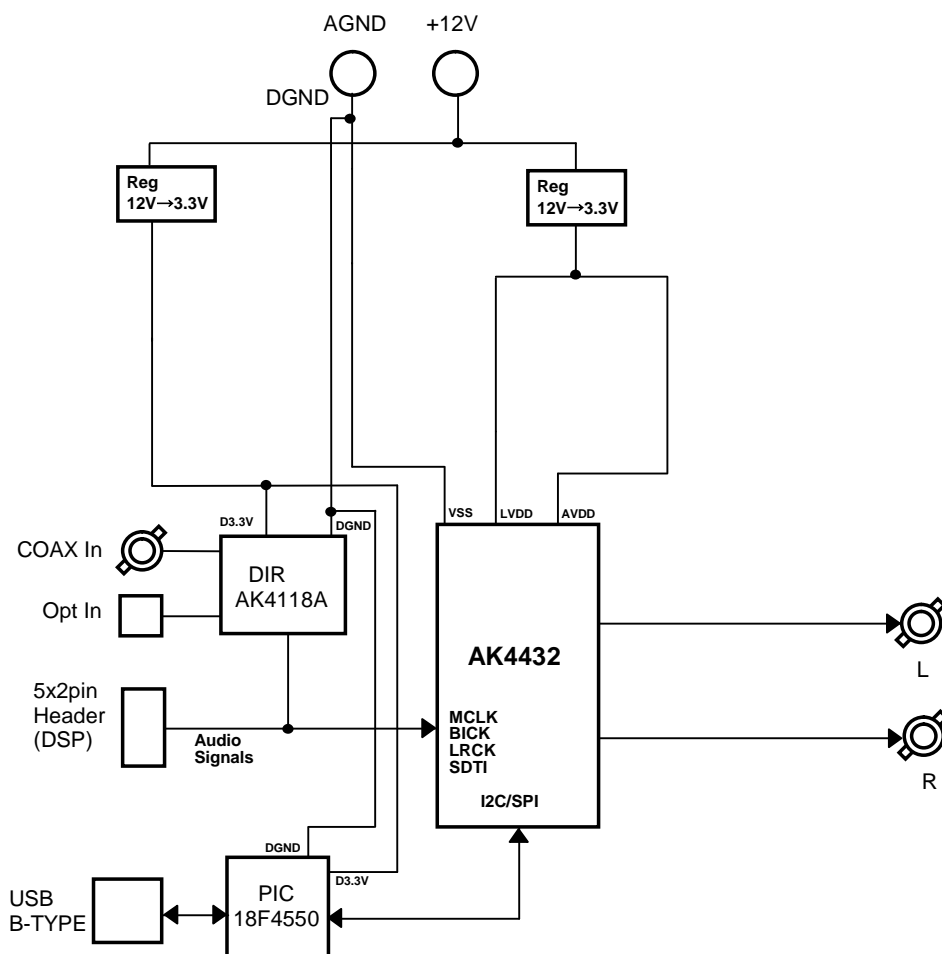 AGND
+12V
DGND
Reg
12V→3.3V
Reg
12V→3.3V
VSS
LVDD
AVDD
D3.3V
DGND
COAX In
DIR
AK4118A
Opt In
AK4432
L
5x2pin
Header
(DSP)
Audio
Signals
MCLK
BICK
LRCK
SDTI
R
I2C/SPI
DGND
D3.3V
USB
B-TYPE
PIC
18F4550